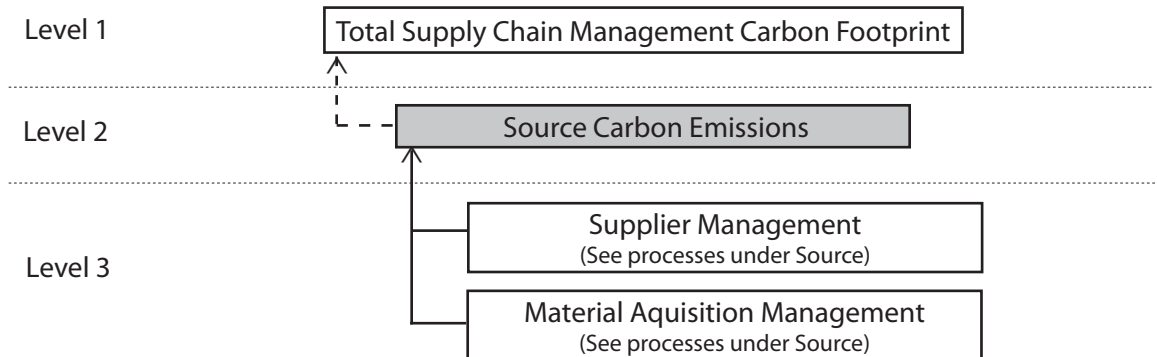 Level 1
Total Supply Chain Management Carbon Footprint
Level 2
Source Carbon Emissions
Level 3
Supplier Management
(See processes under Source)
Material Aquisition Management
(See processes under Source)